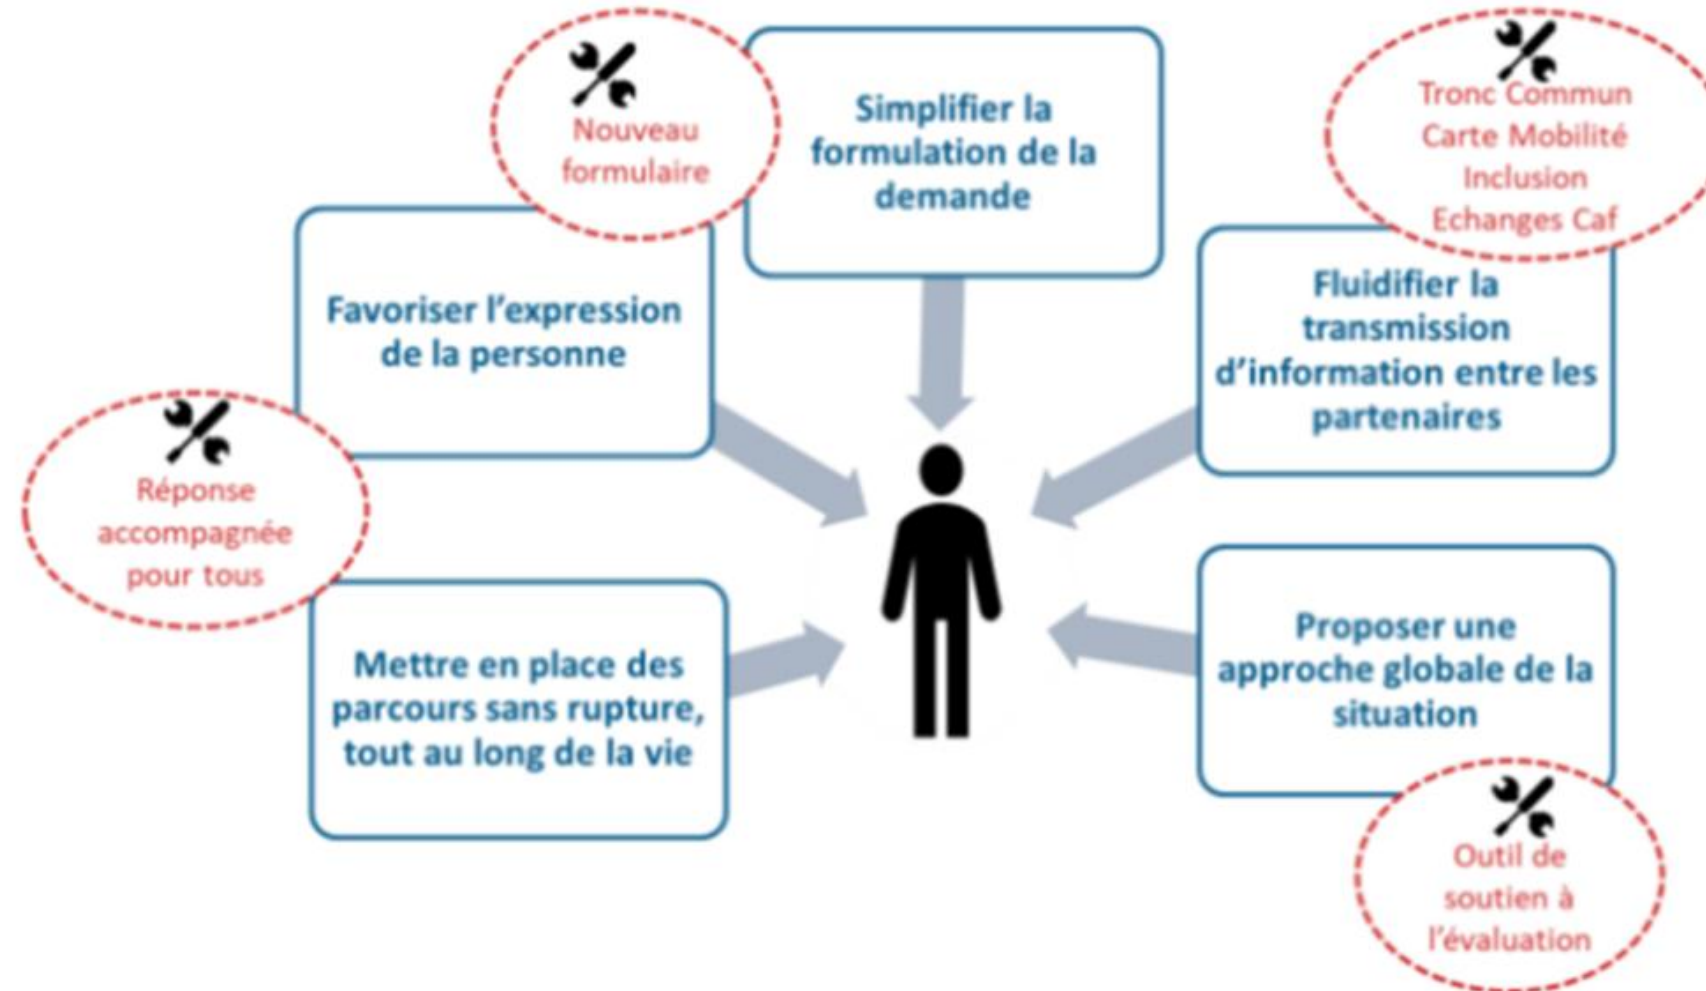 Nouveau
formulaire
Simplifier la
formulation de la
demande
Tronc Commun
Carte Mobilité
Inclusion
Echanges Caf
Favoriser l'expression
de la personne
Fluidifier la
transmission
d'information entre les
partenaires
Réponse
accompagnée
pour tous
Mettre en place des
parcours sans rupture,
tout au long de la vie
Proposer une
approche globale de la
situation
Outil de
soutien à
l'évaluation